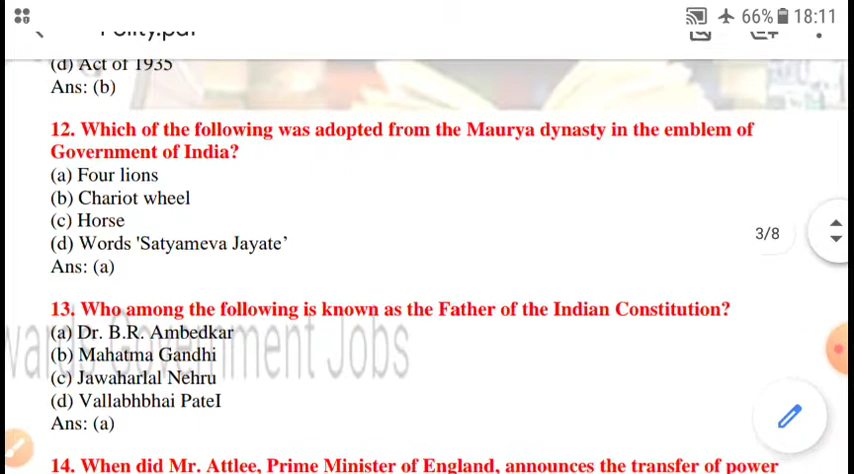 66% 18:11
(d) Act of 1935
Ans: (b)
12. Which of the following was adopted from the Maurya dynasty in the emblem of
Government of India?
(a) Four lions
(b) Chariot wheel
(c) Horse
3/8
(d) Words 'Satyameva Jayate’
Ans: (a)
13. Who among the following is known as the Father of the Indian Constitution?
(a) Dr. B.R. Ambedkar
(b) Mahatma Gandhi
(c) Jawaharlal Nehru
(d) Vallabhbhai PateI
Ans: (a)
Government Jobs
14. When did Mr. Attlee, Prime Minister of England, announces the transfer of power